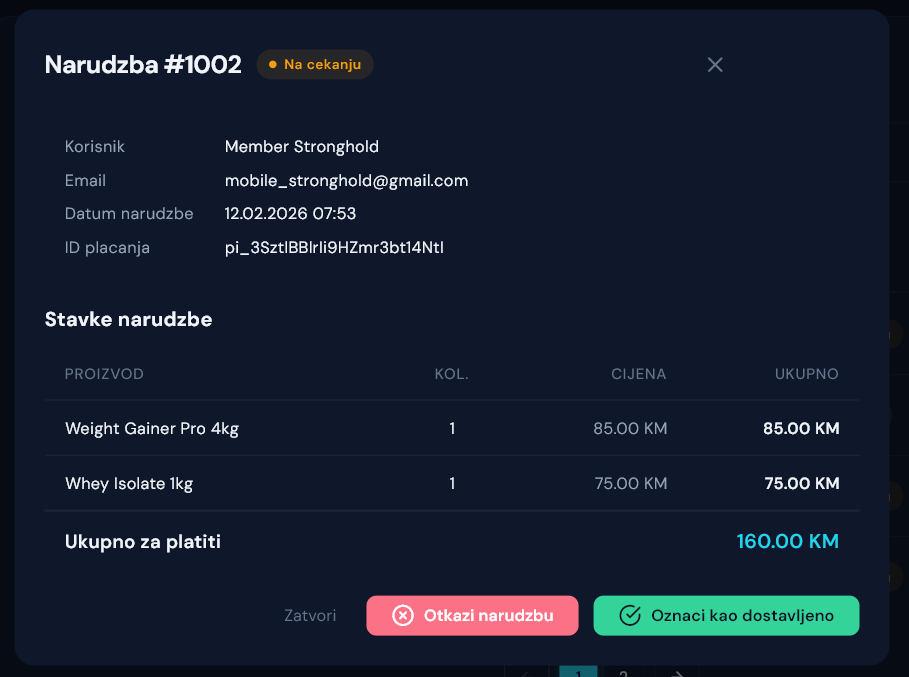 Narudzba #1002 Na cekanju
Korisnik Member Stronghold
Email mobile_stronghold@gmail.com
Datum narudzbe 12.02.2026 07:53
ID placanja
Stavke narudzbe
PROIZVOD KOL. CIJENA UKUPNO
Weight Gainer Pro 4kg 1 85.00 KM 85.00 KM
Whey Isolate 1kg 1 75.00 KM 75.00 KM
Ukupno za platiti 160.00 KM
Zatvori Otkazi narudzbu Oznaci kao dostavljeno
1 2